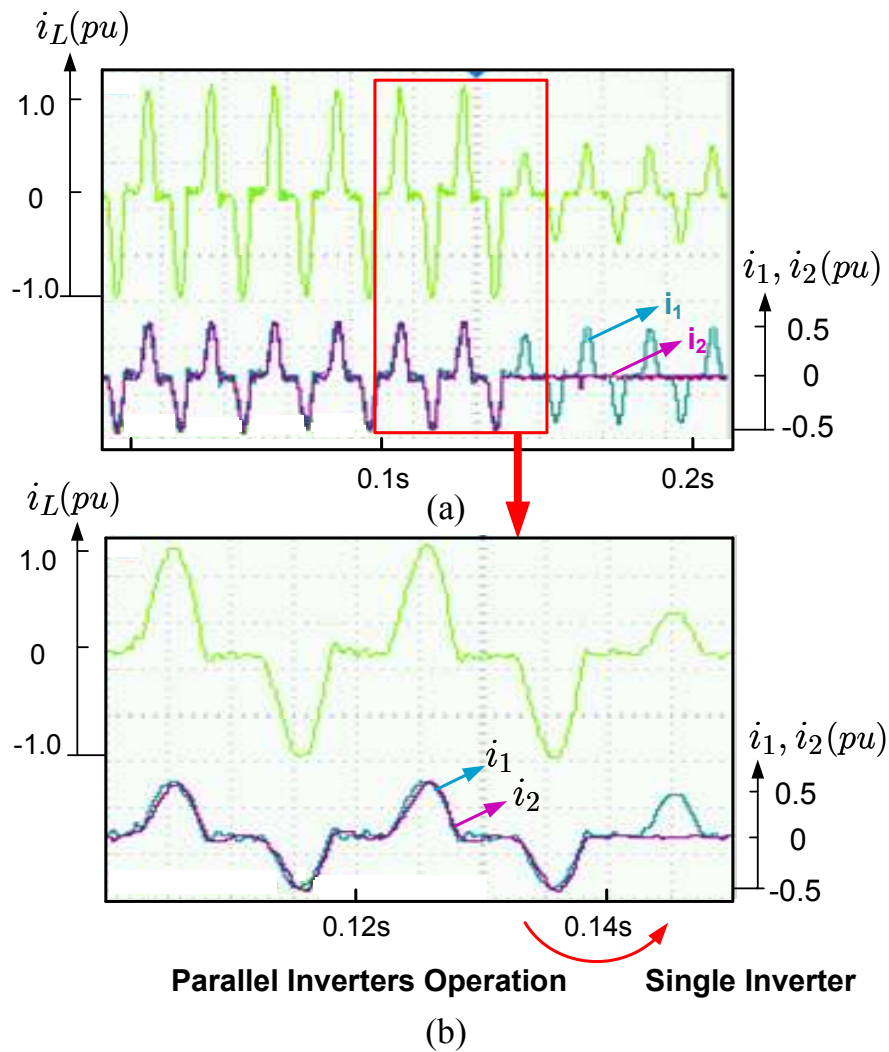 i_L(pu)
1.0
0
-1.0
i_1, i_2(pu)
0.5
0
-0.5
i_1
i_2
0.1s
0.2s
(a)
i_L(pu)
1.0
0
-1.0
i_1, i_2(pu)
0.5
0
-0.5
i_1
i_2
0.12s
0.14s
Parallel Inverters Operation
Single Inverter
(b)